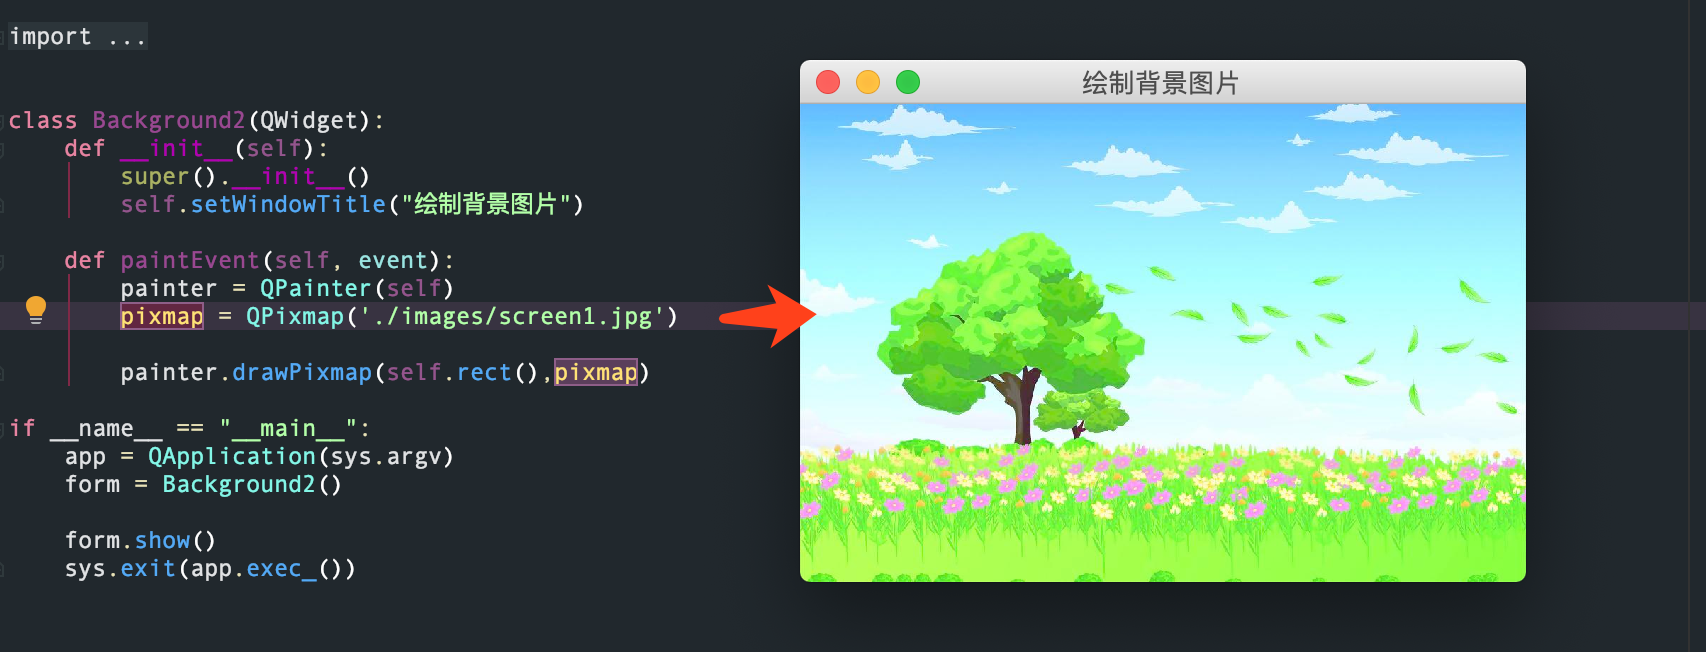 import ...
class Background2(QWidget):
def __init__(self):
super().__init__()
self.setWindowTitle("绘制背景图片")
def paintEvent(self, event):
painter = QPainter(self)
pixmap = QPixmap('./images/screen1.jpg')
painter.drawPixmap(self.rect(),pixmap)
if __name__ == "__main__":
app = QApplication(sys.argv)
form = Background2()
form.show()
sys.exit(app.exec_())
绘制背景图片